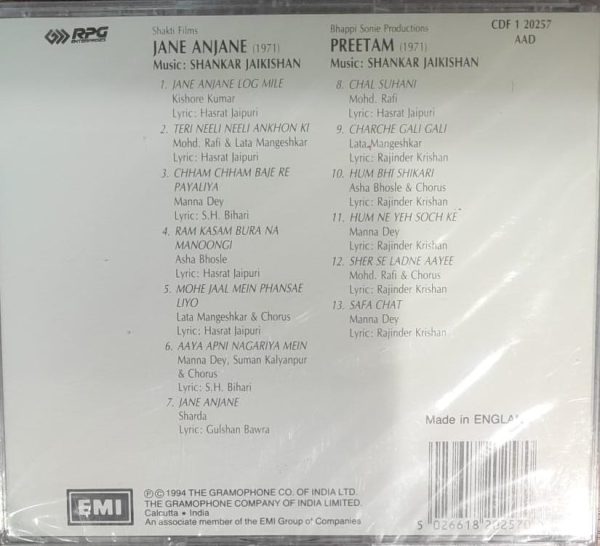 RPG
ENTERPRISES
Shakti Films
JANE ANJANE (1971)
Music: SHANKAR JAIKISHAN
1. JANE ANJANE LOG MILE
Kishore Kumar
Lyric: Hasrat Jaipuri
2. TERI NEELI NEELI ANKHON KI
Mohd. Rafi & Lata Mangeshkar
Lyric: Hasrat Jaipuri
3. CHHAM CHHAM BAJE RE
PAYALIYA
Manna Dey
Lyric: S.H. Bihari
4. RAM KASAM BURA NA
MANOONGI
Asha Bhosle
Lyric: Hasrat Jaipuri
5. MOHE JAAL MEIN PHANSAE
LIYO
Lata Mangeshkar & Chorus
Lyric: Hasrat Jaipuri
6. AAYA APNI NAGARIYA MEIN
Manna Dey, Suman Kalyanpur
& Chorus
Lyric: S.H. Bihari
7. JANE ANJANE
Sharda
Lyric: Gulshan Bawra
Bhappi Sonie Productions
PREETAM (1971)
Music: SHANKAR JAIKISHAN
8. CHAL SUHANI
Mohd. Rafi
Lyric: Hasrat Jaipuri
9. CHARCHE GALI GALI
Lata Mangeshkar
Lyric: Rajinder Krishan
10. HUM BHI SHIKARI
Asha Bhosle & Chorus
Lyric: Rajinder Krishan
11. HUM NE YEH SOCH KE
Manna Dey
Lyric: Rajinder Krishan
12. SHER SE LADNE AAYEE
Mohd. Rafi & Chorus
Lyric: Rajinder Krishan
13. SAFA CHAT
Manna Dey
Lyric: Rajinder Krishan
CDF 1 20257
AAD
Made in ENGLAN
EMI
℗ © 1994 THE GRAMOPHONE CO. OF INDIA LTD.
THE GRAMOPHONE COMPANY OF INDIA LIMITED.
Calcutta • India
An associate member of the EMI Group of Companies
5 026618 202570